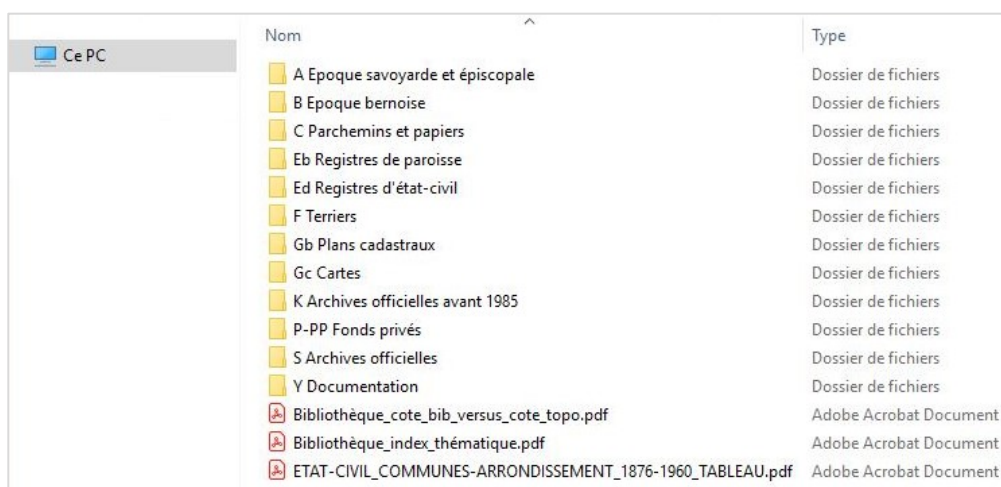 Nom Type
Ce PC
A Epoque savoyarde et épiscopale Dossier de fichiers
B Epoque bernoise Dossier de fichiers
C Parchemins et papiers Dossier de fichiers
Eb Registres de paroisse Dossier de fichiers
Ed Registres d'état-civil Dossier de fichiers
F Terriers Dossier de fichiers
Gb Plans cadastraux Dossier de fichiers
Gc Cartes Dossier de fichiers
K Archives officielles avant 1985 Dossier de fichiers
P-PP Fonds privés Dossier de fichiers
S Archives officielles Dossier de fichiers
Y Documentation Dossier de fichiers
Bibliothèque_cote_bib_versus_cote_topo.pdf Adobe Acrobat Document
Bibliothèque_index_thématique.pdf Adobe Acrobat Document
ETAT-CIVIL_COMMUNES-ARRONDISSEMENT_1876-1960_TABLEAU.pdf Adobe Acrobat Document